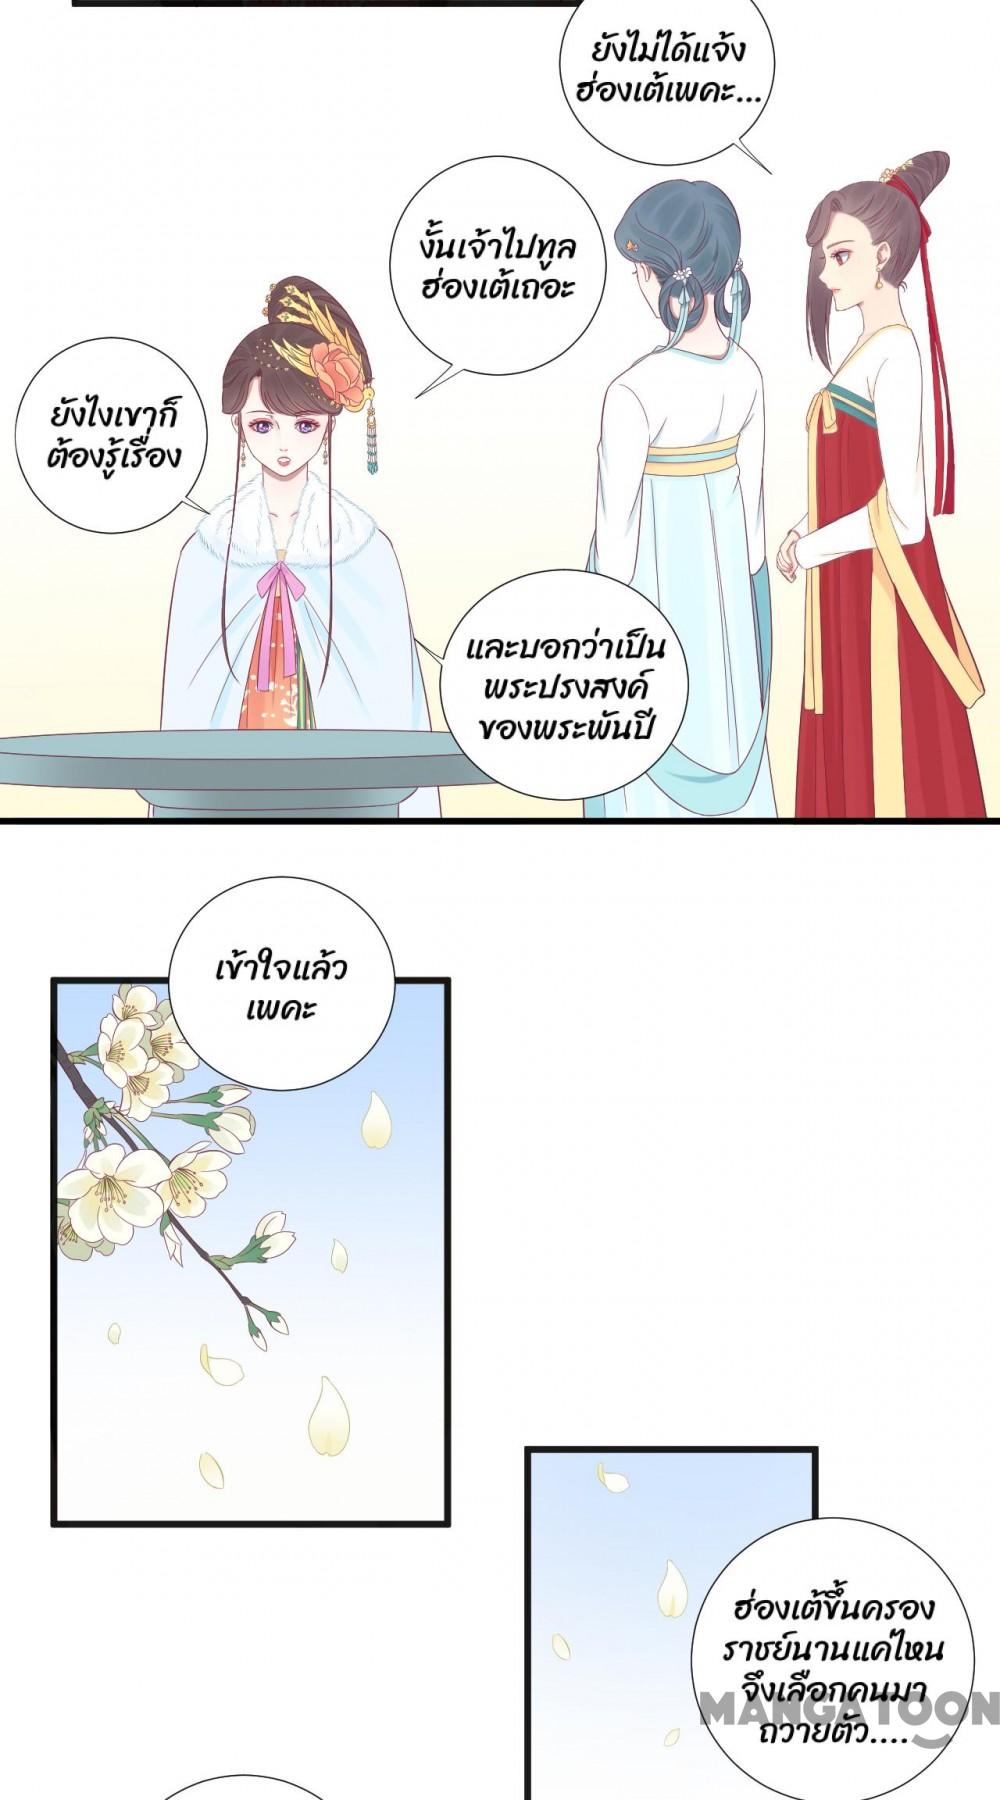 ยังไม่ได้แจ้ง
ฮ่องเต้เพคะ...
งั้นเจ้าไปทูล
ฮ่องเต้เถอะ
ยังไงเขาก็
ต้องรู้เรื่อง
และบอกว่าเป็น
พระประสงค์
ของพระพันปี
เข้าใจแล้ว
เพคะ
ฮ่องเต้ขึ้นครอง
ราชย์นานแค่ไหน
จึงเลือกคนมา
ถวายตัว....
MANGATOON